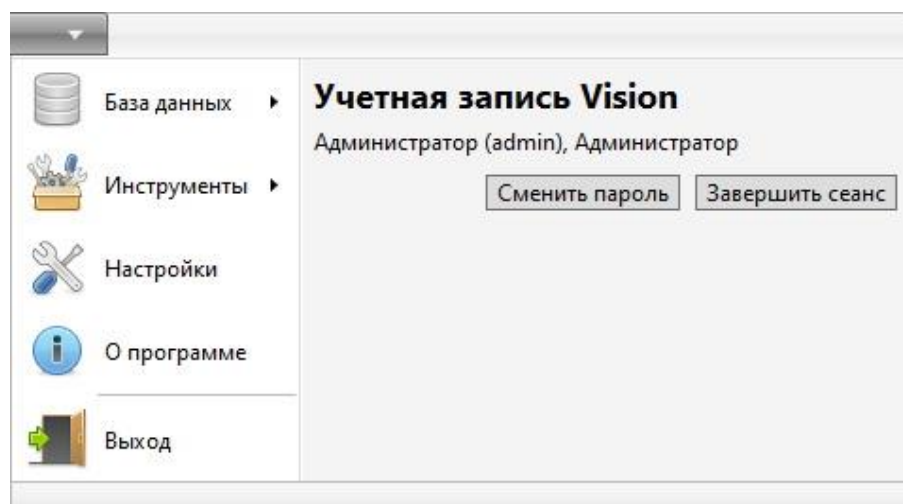 База данных
Инструменты
Настройки
О программе
Выход
Учетная запись Vision
Администратор (admin), Администратор
Сменить пароль
Завершить сеанс